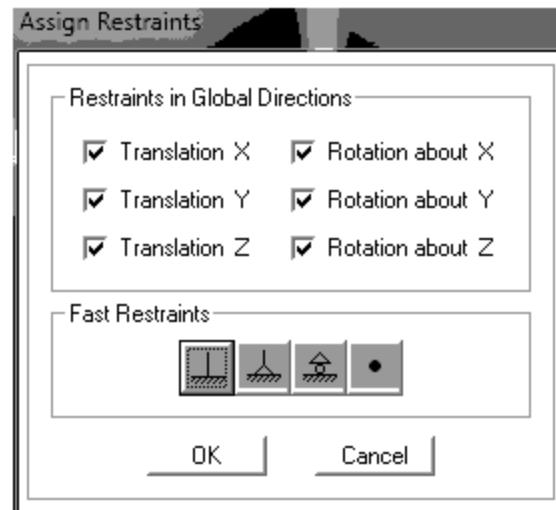 Assign Restraints
Restraints in Global Directions
Translation X Rotation about X
Translation Y Rotation about Y
Translation Z Rotation about Z
Fast Restraints
OK Cancel